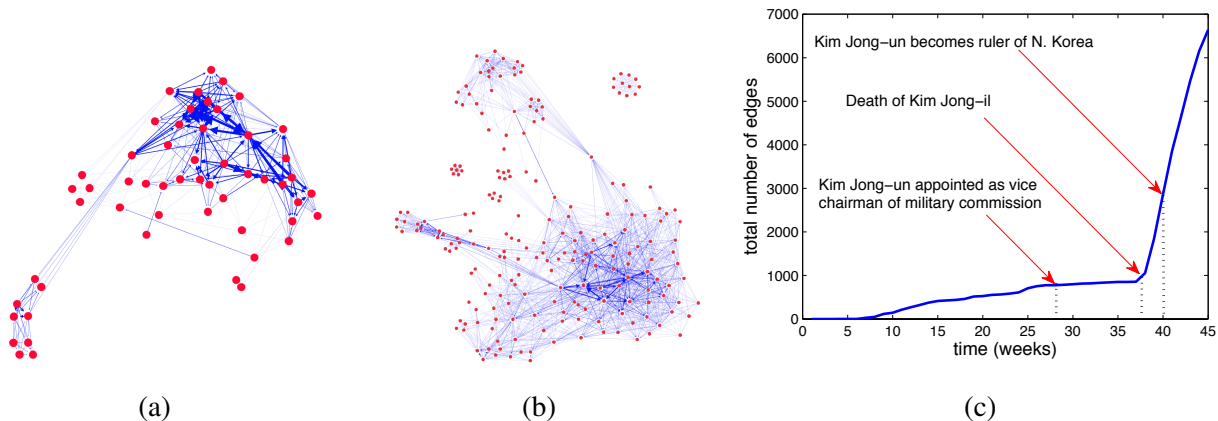 7000
6000
5000
4000
3000
2000
1000
0
total number of edges
Kim Jong−un becomes ruler of N. Korea
Death of Kim Jong−il
Kim Jong−un appointed as vice
chairman of military commission
0 5 10 15 20 25 30 35 40 45
time (weeks)
(a) (b) (c)